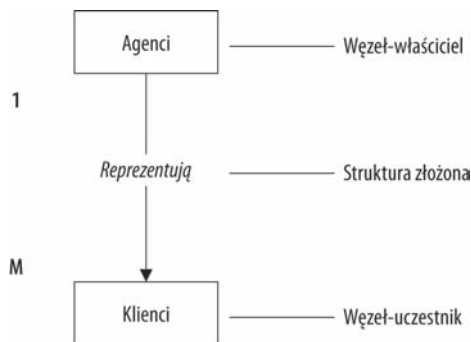 Agenci
Węzeł-właściciel
1
Reprezentują
Struktura złożona
M
Klienci
Węzeł-uczestnik